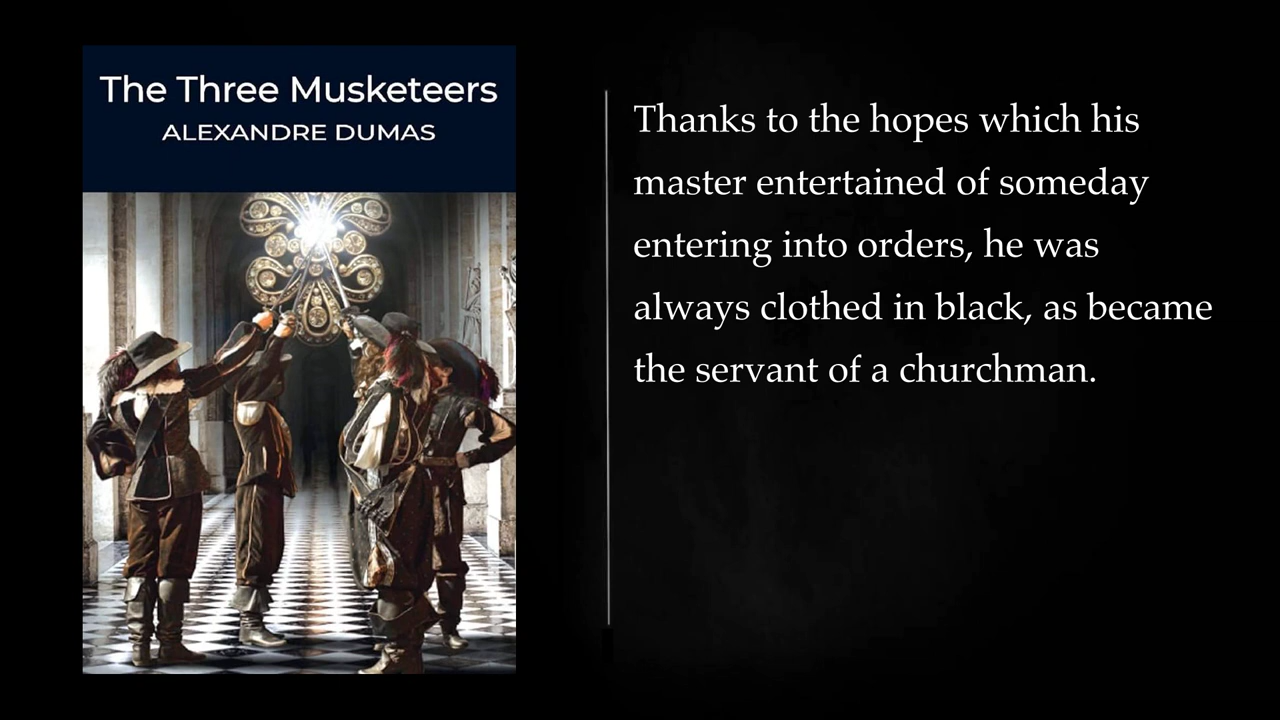 The Three Musketeers
ALEXANDRE DUMAS
Thanks to the hopes which his
master entertained of someday
entering into orders, he was
always clothed in black, as became
the servant of a churchman.